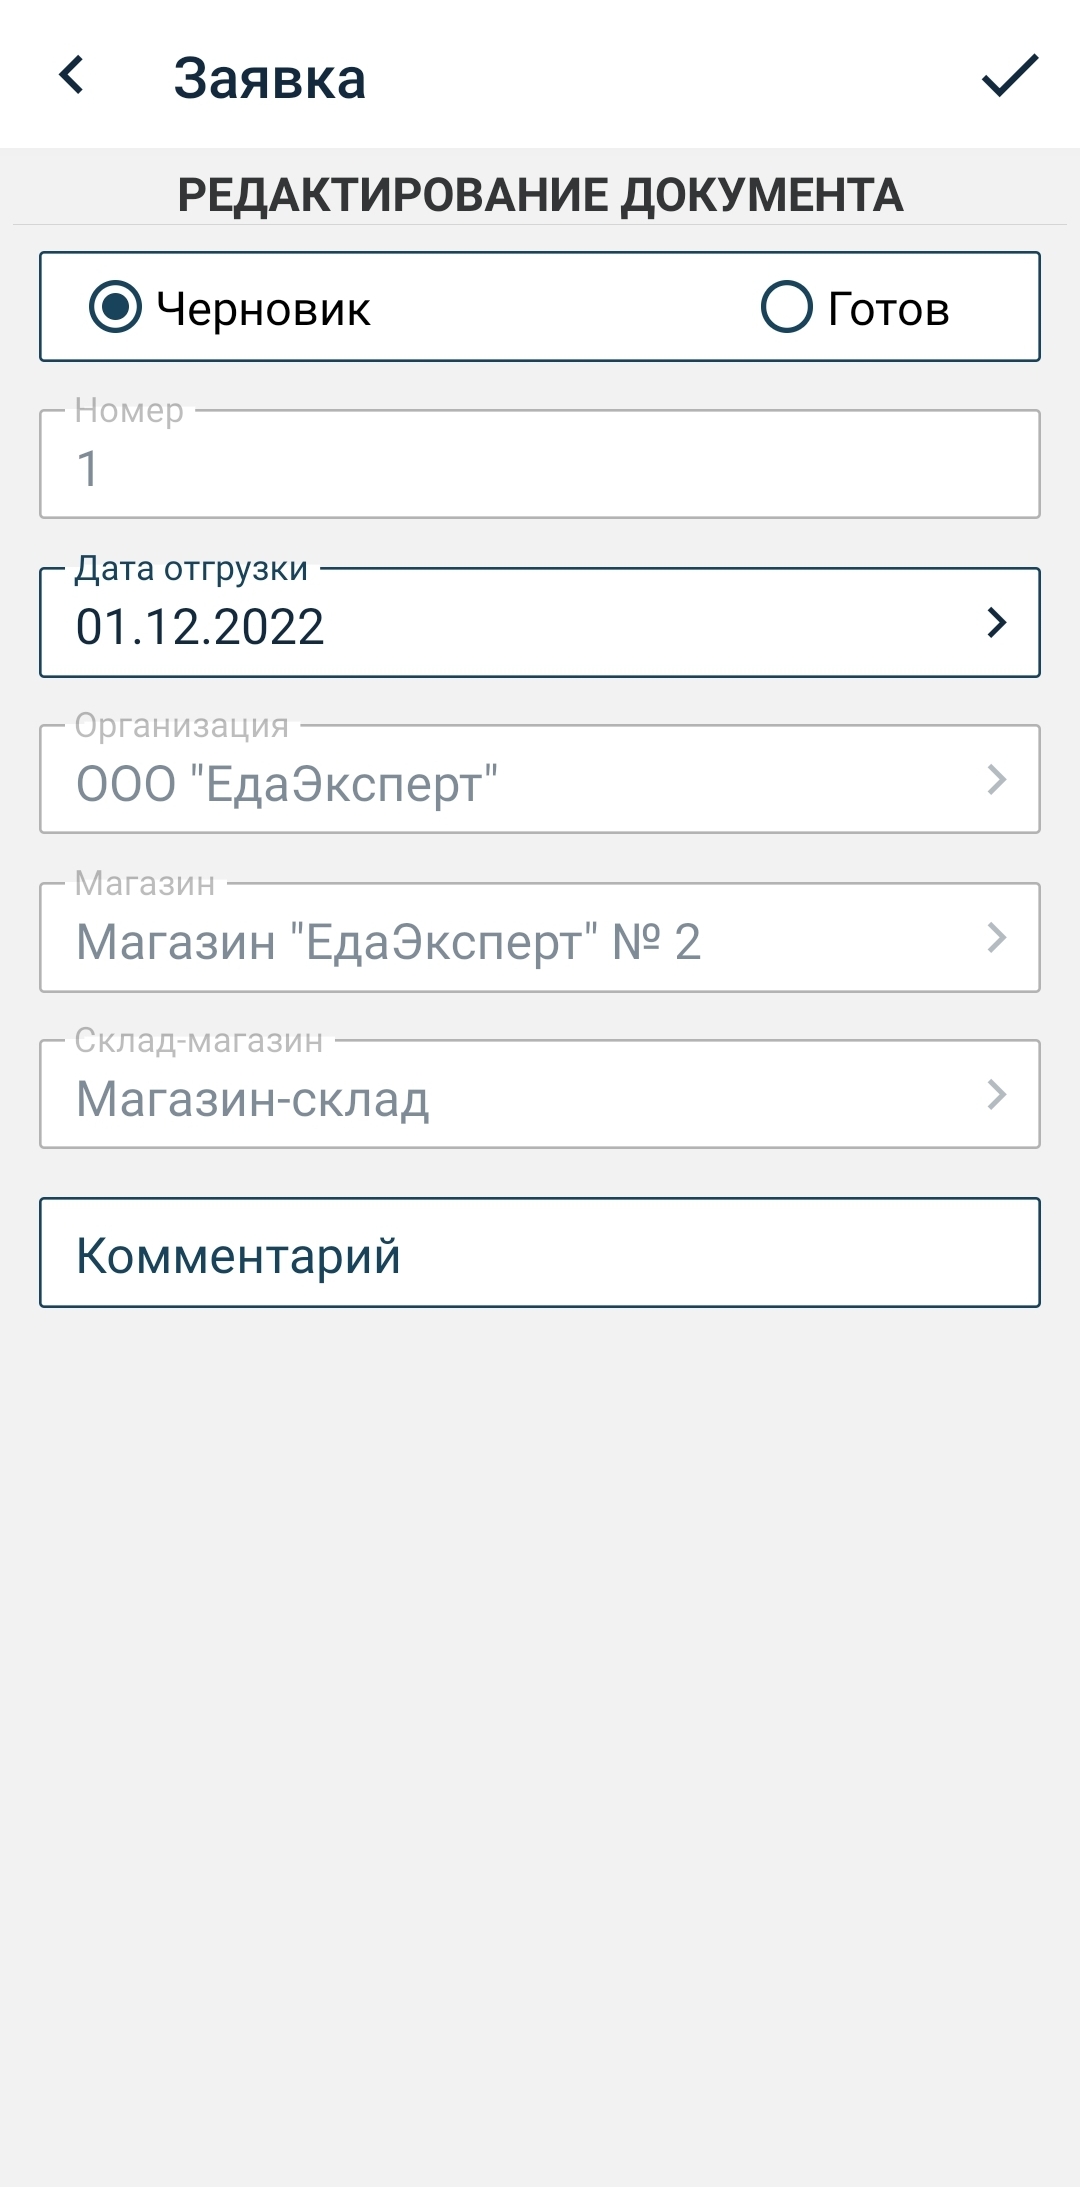 Заявка
РЕДАКТИРОВАНИЕ ДОКУМЕНТА
Черновик Готов
Номер
1
Дата отгрузки
01.12.2022
Организация
ООО "ЕдаЭксперт"
Магазин
Магазин "ЕдаЭксперт" № 2
Склад-магазин
Магазин-склад
Комментарий